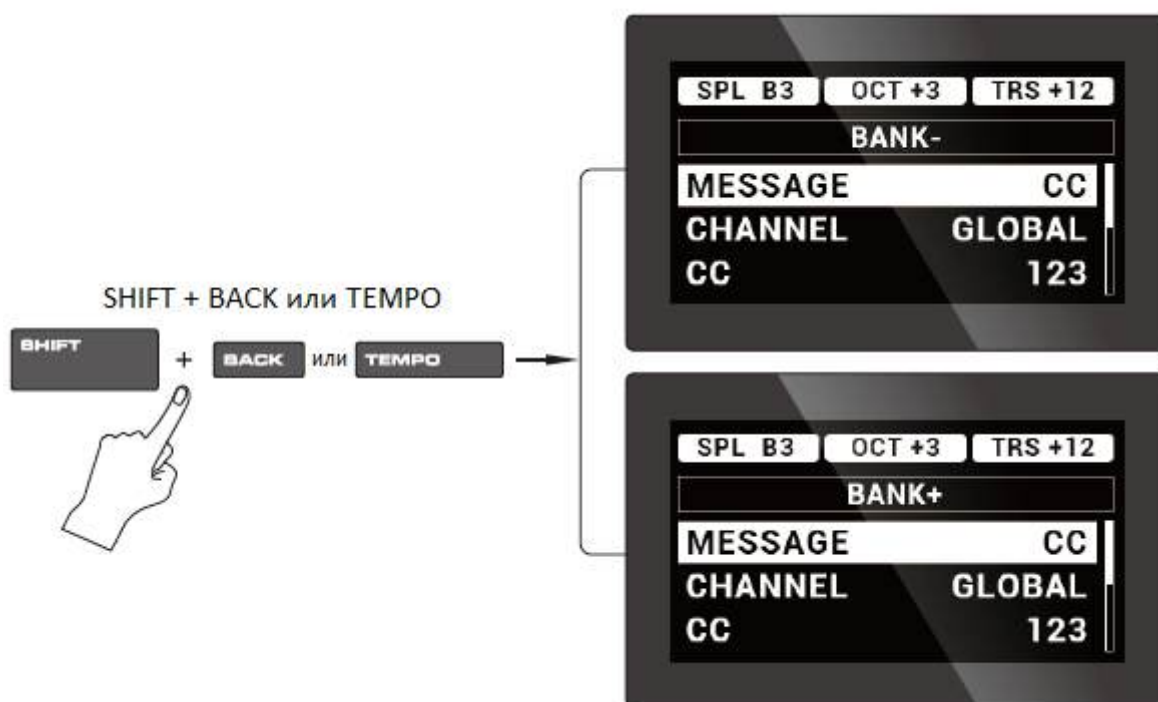 SHIFT + BACK или TEMPO
SHIFT + BACK или TEMPO
SPL B3 OCT +3 TRS +12
BANK-
MESSAGE CC
CHANNEL GLOBAL
CC 123
SPL B3 OCT +3 TRS +12
BANK+
MESSAGE CC
CHANNEL GLOBAL
CC 123